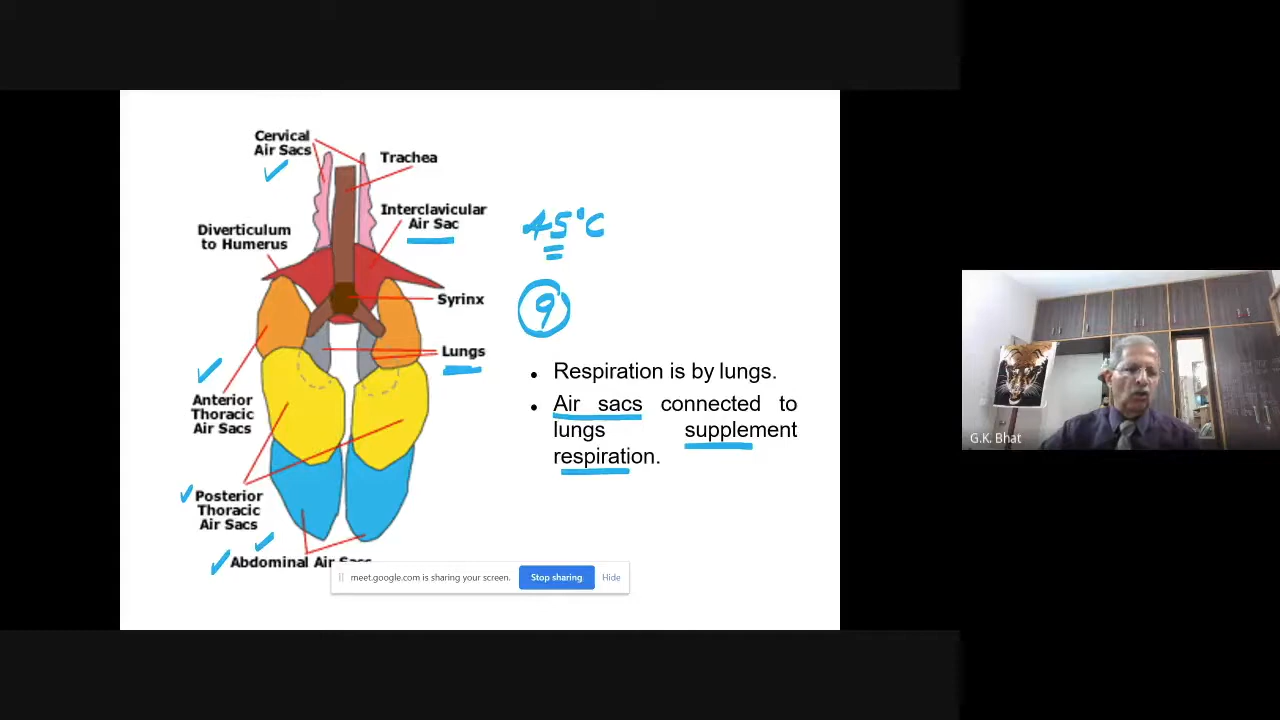 Cervical
Air Sacs
Trachea
Interclavicular
Air Sac
Diverticulum
to Humerus
45°C
Syrinx
9
Lungs
Respiration is by lungs.
Air sacs connected to
lungs supplement
respiration.
Anterior
Thoracic
Air Sacs
G.K. Bhat
Posterior
Thoracic
Air Sacs
Abdominal Air Sacs
meet.google.com is sharing your screen. Stop sharing Hide